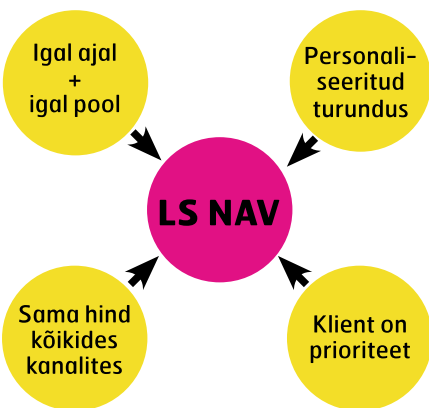 Igal ajal
+
igal pool
Personali-
seeritud
turundus
LS NAV
Sama hind
kõikides
kanalites
Klient on
prioriteet